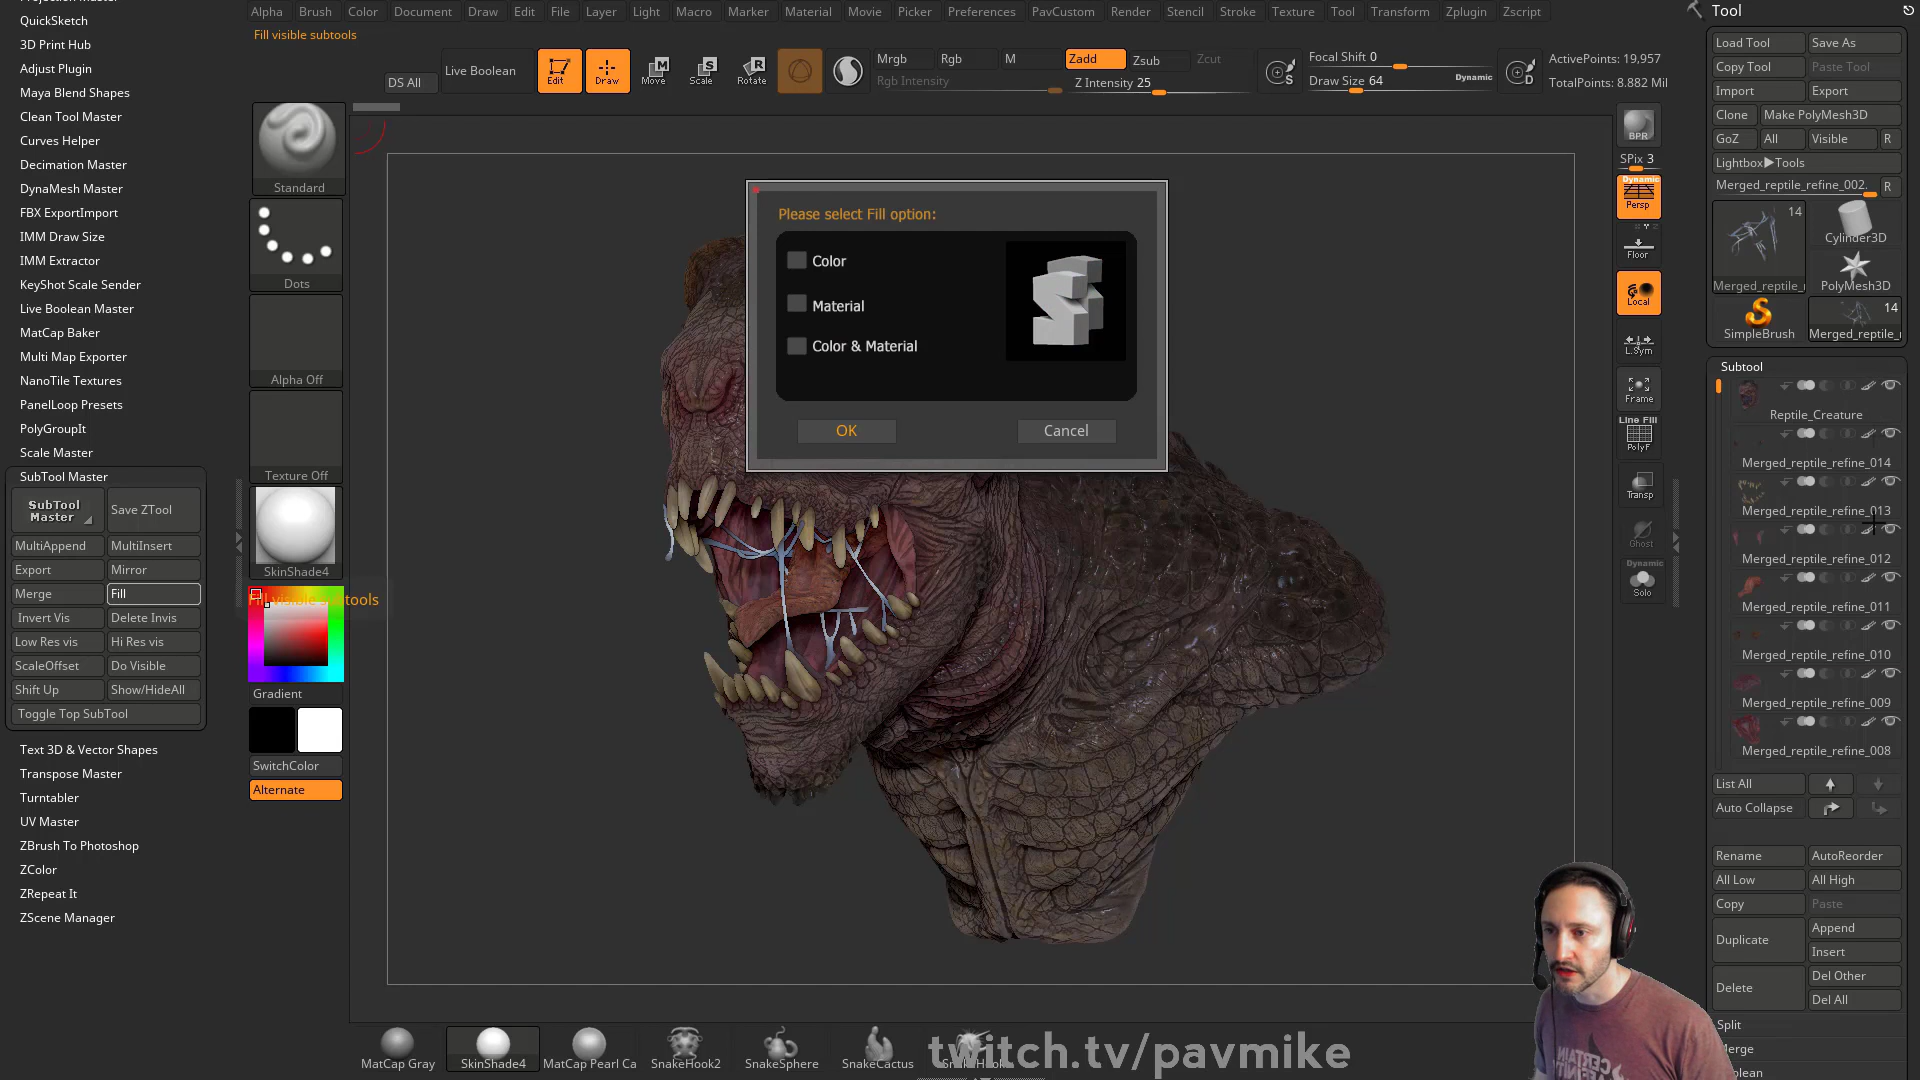 Alpha Brush Color Document Draw Edit File Layer Light Macro Marker Material Movie Picker Preferences PavCustom Render Stencil Stroke Texture Tool Transform Zplugin Zscript
Fill visible subtools
DS All
Live Boolean
Edit
Draw
Move
Scale
Rotate
Mrgb Rgb M
Rgb Intensity
Zadd Zsub Zcut
Z Intensity 25
Focal Shift 0
Draw Size 64
Dynamic
ActivePoints: 19,957
TotalPoints: 8.882 Mil
QuickSketch
3D Print Hub
Adjust Plugin
Maya Blend Shapes
Clean Tool Master
Curves Helper
Decimation Master
DynaMesh Master
FBX ExportImport
IMM Draw Size
IMM Extractor
KeyShot Scale Sender
Live Boolean Master
MatCap Baker
Multi Map Exporter
NanoTile Textures
PanelLoop Presets
PolyGroupIt
Scale Master
SubTool Master
SubTool
Master
Save ZTool
MultiAppend MultiInsert
Export Mirror
Merge Fill
Invert Vis Delete Invis
Low Res vis Hi Res vis
ScaleOffset Do Visible
Shift Up Show/HideAll
Toggle Top SubTool
Text 3D & Vector Shapes
Transpose Master
Turntabler
UV Master
ZBrush To Photoshop
ZColor
ZRepeat It
ZScene Manager
Standard
Dots
Alpha Off
Texture Off
SkinShade4
Fill visible subtools
Gradient
SwitchColor
Alternate
Please select Fill option:
Color
Material
Color & Material
OK Cancel
BPR
SPix 3
Dynamic
Persp
Floor
Local
L.Sym
Frame
Line Fill
PolyF
Transp
Ghost
Dynamic
Solo
Tool
Load Tool Save As
Copy Tool Paste Tool
Import Export
Clone Make PolyMesh3D
GoZ All Visible R
Lightbox▶Tools
Merged_reptile_refine_002. R
14
Merged_reptile_r
Cylinder3D
PolyMesh3D
SimpleBrush
14
Merged_reptile_
Subtool
Reptile_Creature
Merged_reptile_refine_014
Merged_reptile_refine_013
Merged_reptile_refine_012
Merged_reptile_refine_011
Merged_reptile_refine_010
Merged_reptile_refine_009
Merged_reptile_refine_008
List All
Auto Collapse
Rename AutoReorder
All Low All High
Copy Paste
Duplicate
Append
Insert
Delete
Del Other
Del All
Split
MatCap Gray
SkinShade4
MatCap Pearl Ca
SnakeHook2
SnakeSphere
SnakeCactus
twitch.tv/pavmike